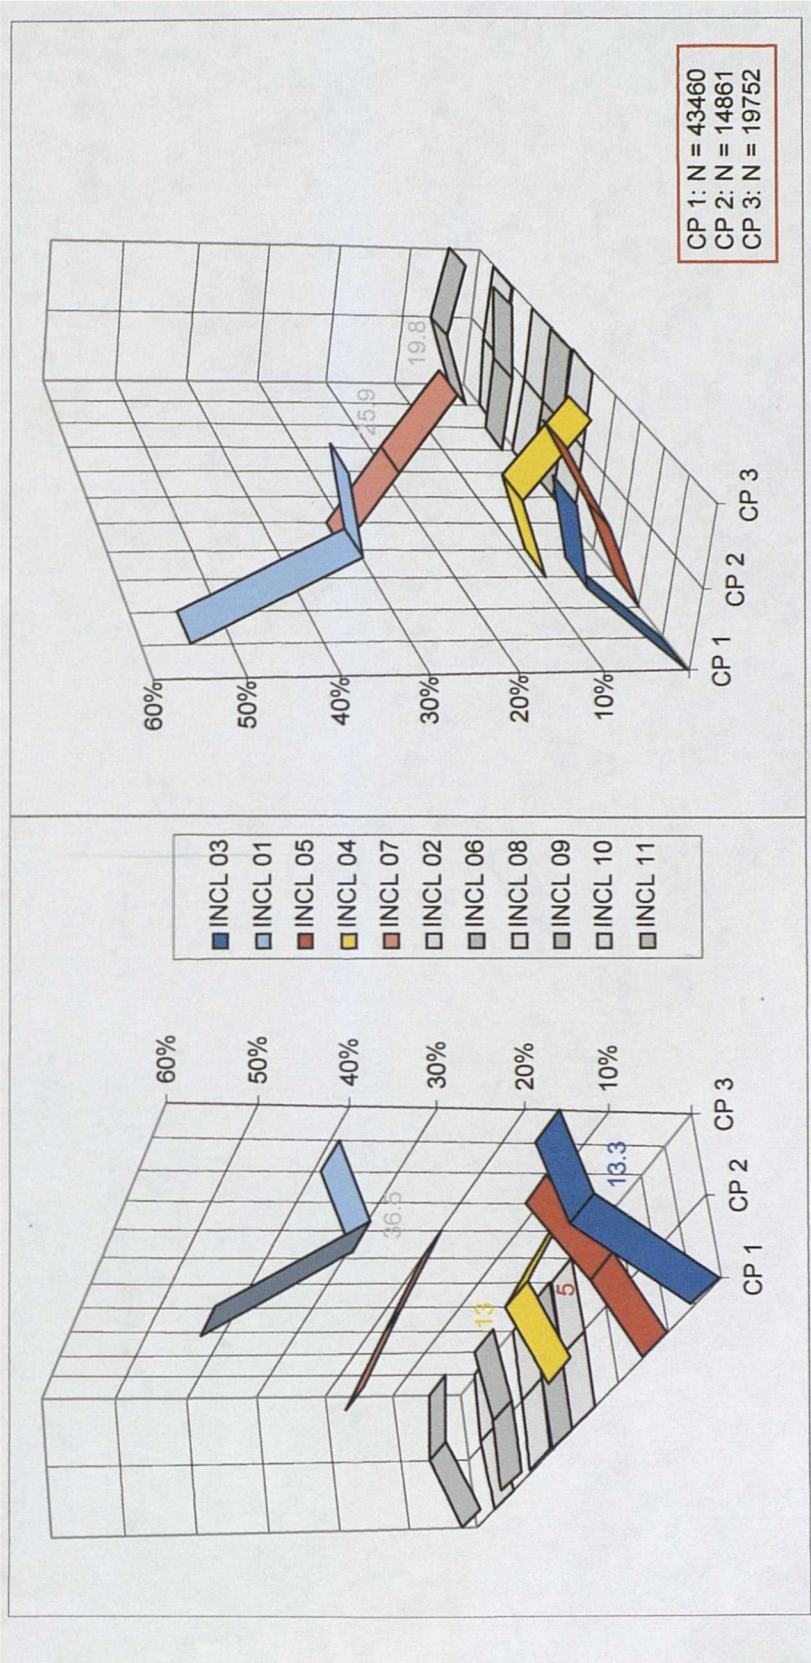 60%
50%
40%
30%
20%
10%
36.5
13
5
13.3
CP 1
CP 2
CP 3
INCL 03
INCL 01
INCL 05
INCL 04
INCL 07
INCL 02
INCL 06
INCL 08
INCL 09
INCL 10
INCL 11
60%
50%
40%
30%
20%
10%
25.9
19.8
CP 1
CP 2
CP 3
CP 1: N = 43460
CP 2: N = 14861
CP 3: N = 19752